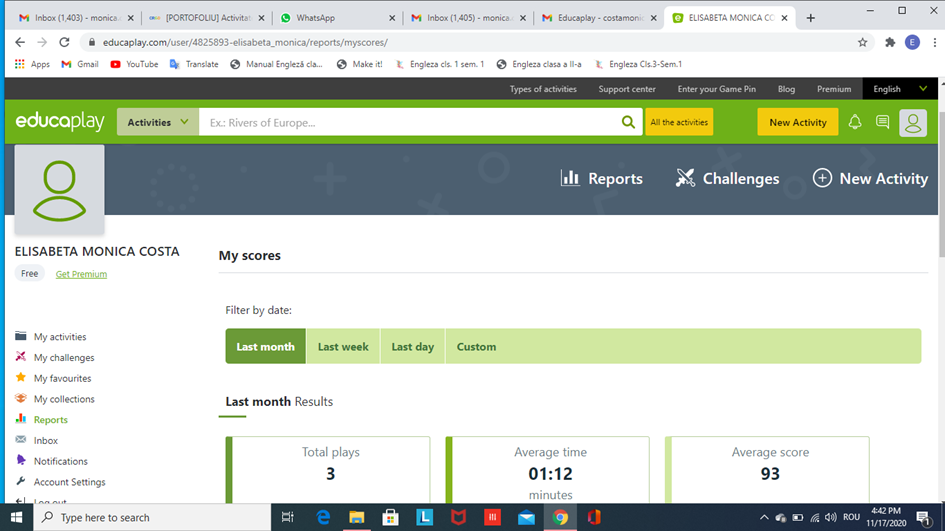 Inbox (1,403) - monica.c
[PORTOFOLIU] Activitat
WhatsApp
Inbox (1,405) - monica.c
Educaplay - costamonic
ELISABETA MONICA CO
educaplay.com/user/4825893-elisabeta_monica/reports/myscores/
E
Apps
Gmail
YouTube
Translate
Manual Engleză cla...
Make it!
Engleza cls. 1 sem. 1
Engleza clasa a II-a
Engleza Cls.3-Sem.1
Types of activities
Support center
Enter your Game Pin
Blog
Premium
English
educaplay
Activities
Ex.: Rivers of Europe...
All the activities
New Activity
Reports
Challenges
New Activity
ELISABETA MONICA COSTA
Free
Get Premium
My activities
My challenges
My favourites
My collections
Reports
Inbox
Notifications
Account Settings
Log out
My scores
Filter by date:
Last month
Last week
Last day
Custom
Last month Results
Total plays
3
Average time
01:12
minutes
Average score
93
Type here to search
L
ROU
4:42 PM
11/17/2020
1